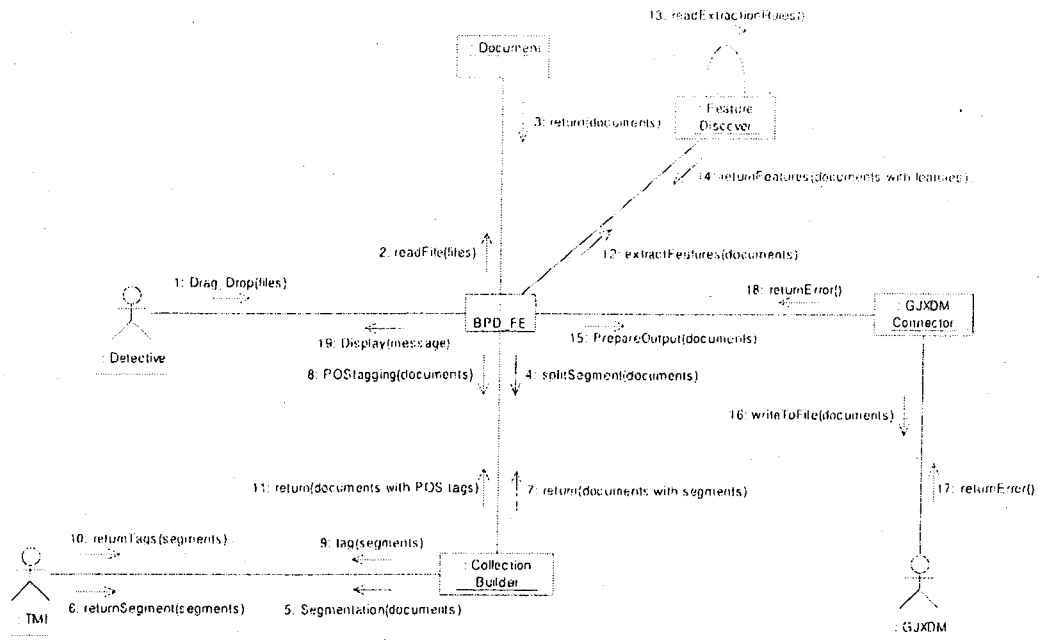 13: readExtractionRules()
: Document
: Feature
Discover
3: return(documents)
14: returnFeatures(documents with features)
2: readFile(files)
12: extractFeatures(documents)
1: Drag_Drop(files)
18: returnError()
: GJXDM
Connector
:
BPD_FE
: Detective
19: Display(message)
15: PrepareOutput(documents)
8: POStagging(documents)
4: splitSegment(documents)
16: writeToFile(documents)
11: return(documents with POS tags)
7: return(documents with segments)
17: returnError()
10: returnTags(segments)
9: tag(segments)
: Collection
Builder
6: returnSegment(segments)
5: Segmentation(documents)
: TMI
: GJXDM